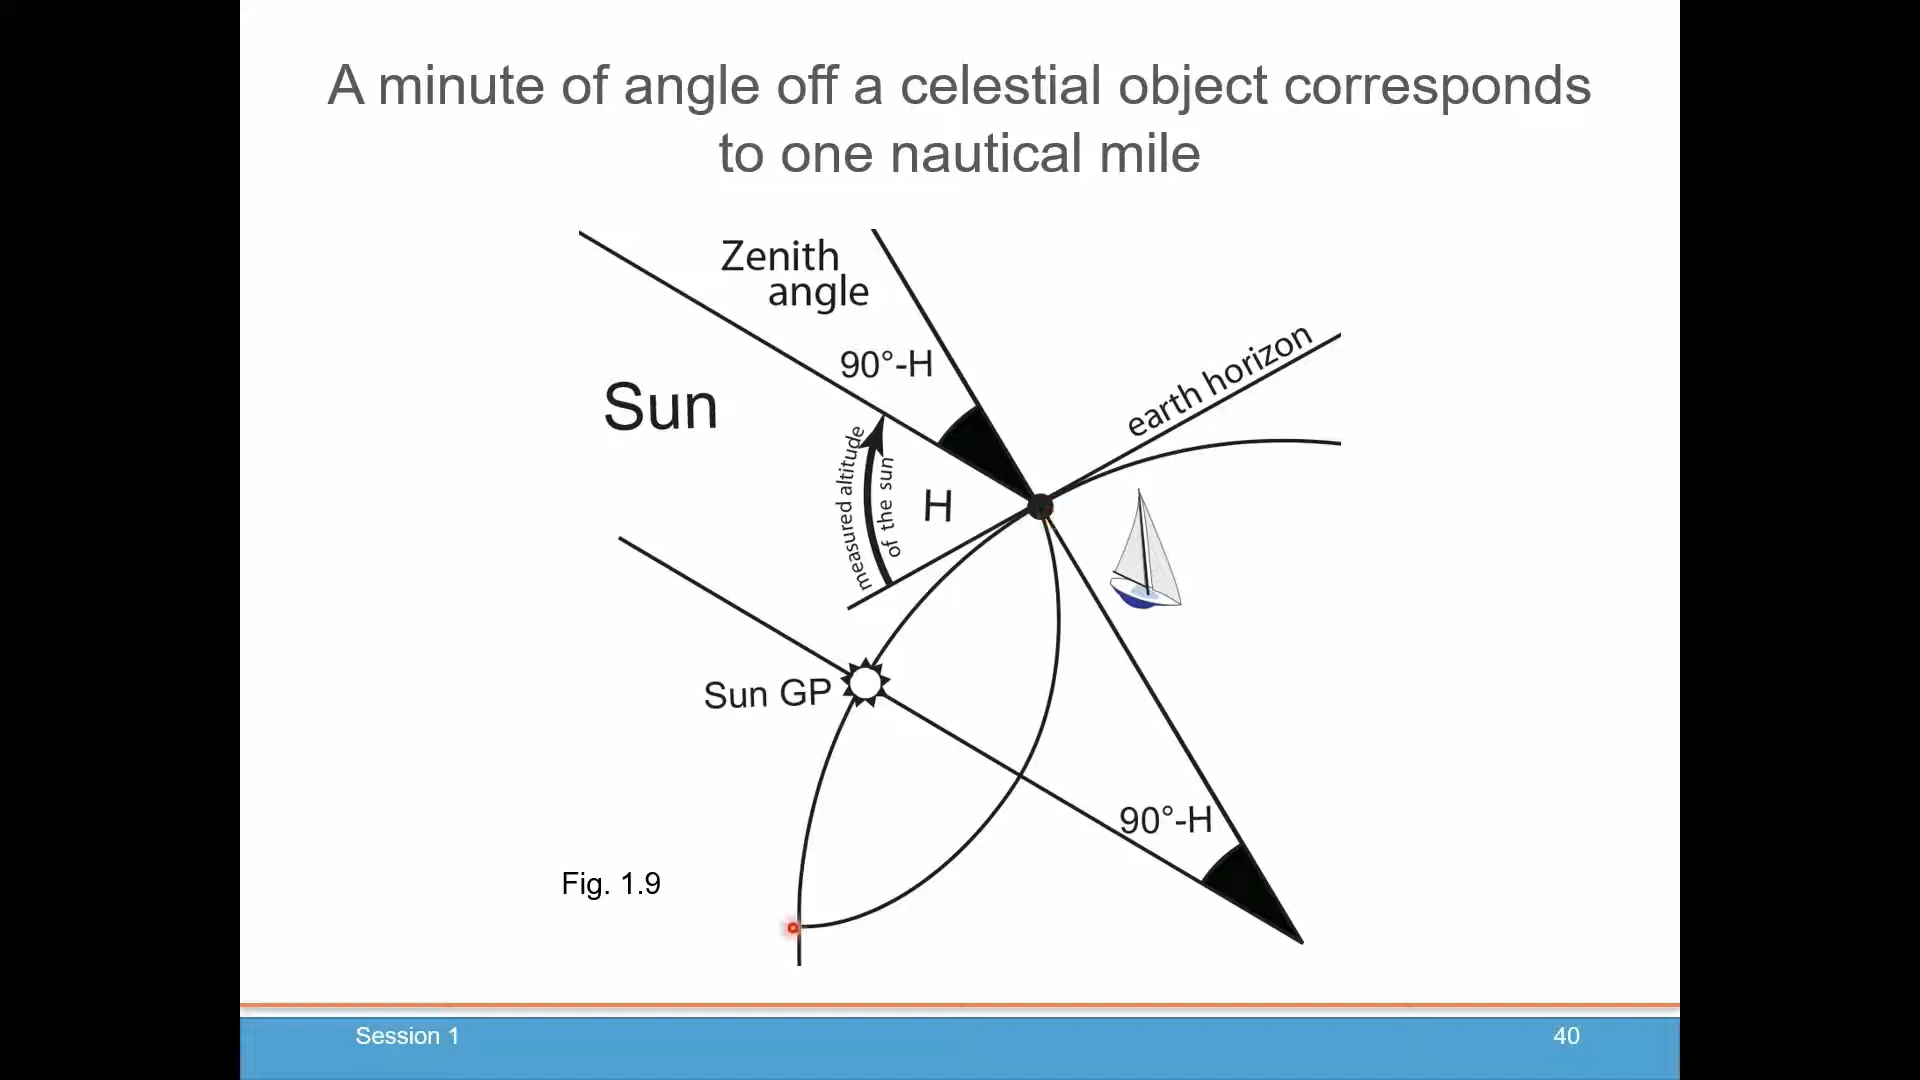 A minute of angle off a celestial object corresponds
to one nautical mile
Zenith
angle
90°-H
earth horizon
Sun
measured altitude
of the sun
H
Sun GP
90°-H
Fig. 1.9
Session 1
40